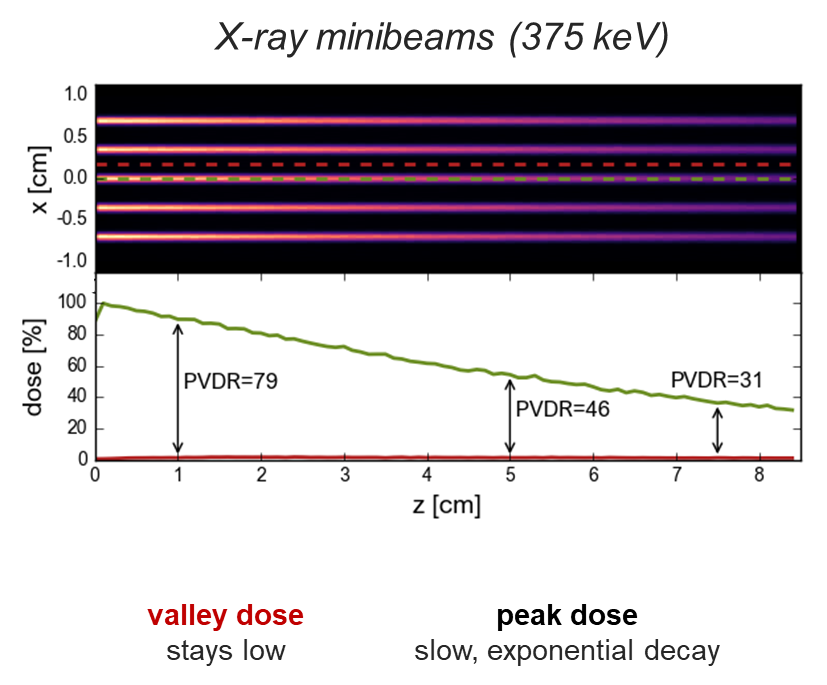 X-ray minibeams (375 keV)
1.0
0.5
0.0
-0.5
-1.0
x [cm]
100
80
60
40
20
0
dose [%]
PVDR=79
PVDR=46
PVDR=31
0 1 2 3 4 5 6 7 8
z [cm]
valley dose
stays low
peak dose
slow, exponential decay